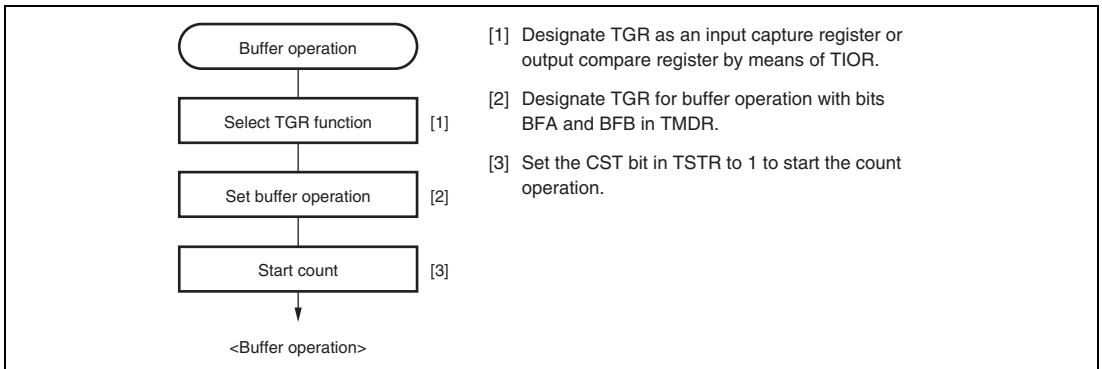 Buffer operation
Select TGR function
[1]
Set buffer operation
[2]
Start count
[3]
<Buffer operation>
[1] Designate TGR as an input capture register or
output compare register by means of TIOR.
[2] Designate TGR for buffer operation with bits
BFA and BFB in TMDR.
[3] Set the CST bit in TSTR to 1 to start the count
operation.